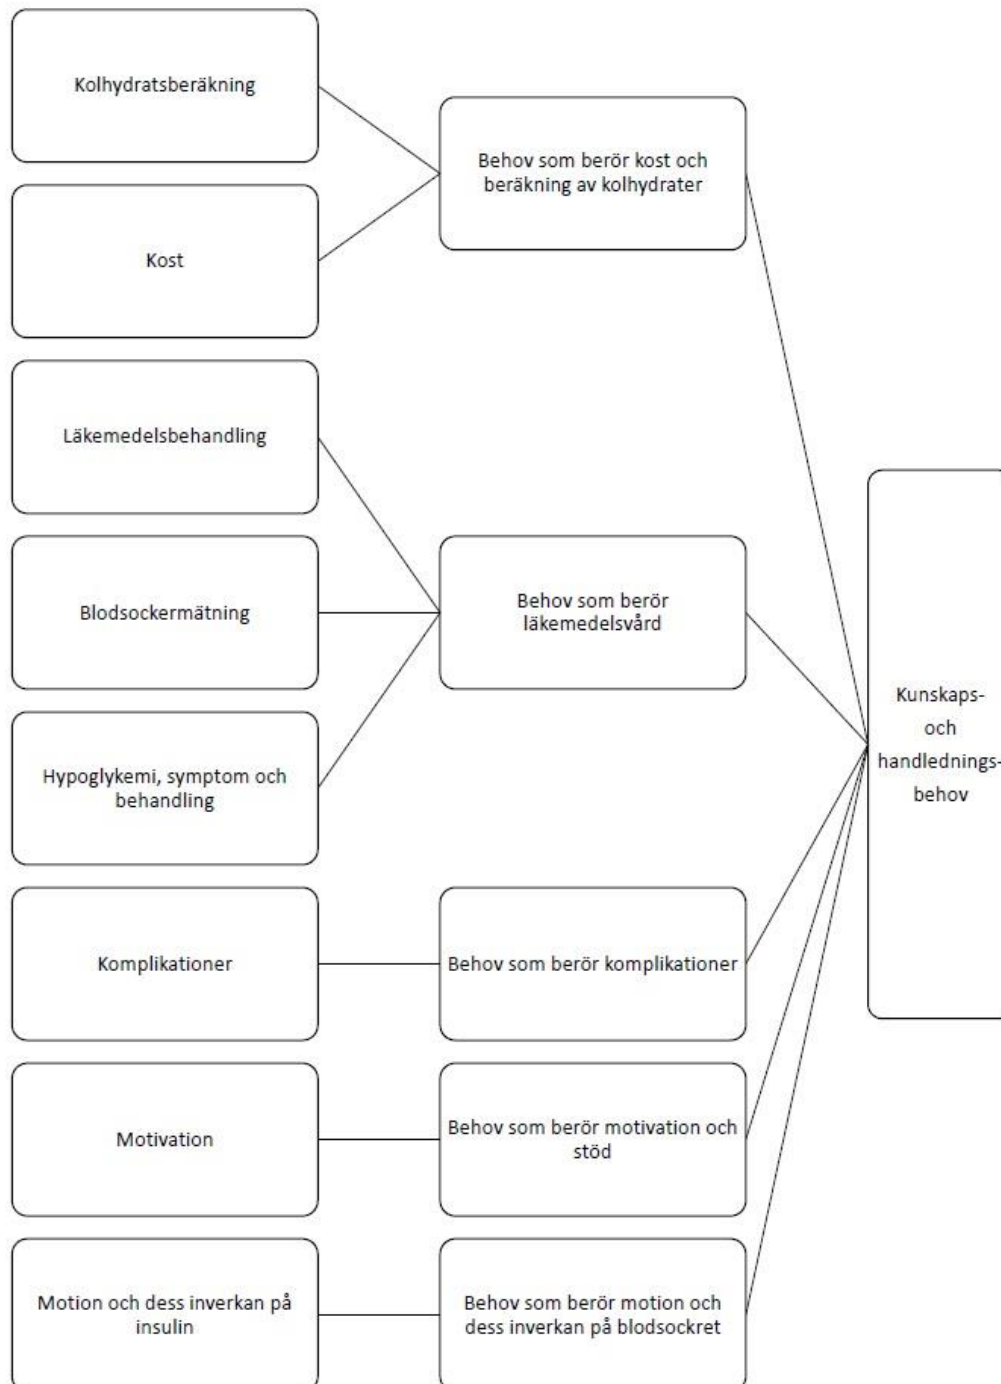 Kolhydratsberäkning
Kost
Behov som berör kost och
beräkning av kolhydrater
Läkemedelsbehandling
Blodsockermätning
Hypoglykemi, symptom och
behandling
Behov som berör
läkemedelsvård
Komplikationer
Behov som berör komplikationer
Motivation
Behov som berör motivation och
stöd
Motion och dess inverkan på
insulin
Behov som berör motion och
dess inverkan på blodsockret
Kunskaps-
och
handlednings-
behov